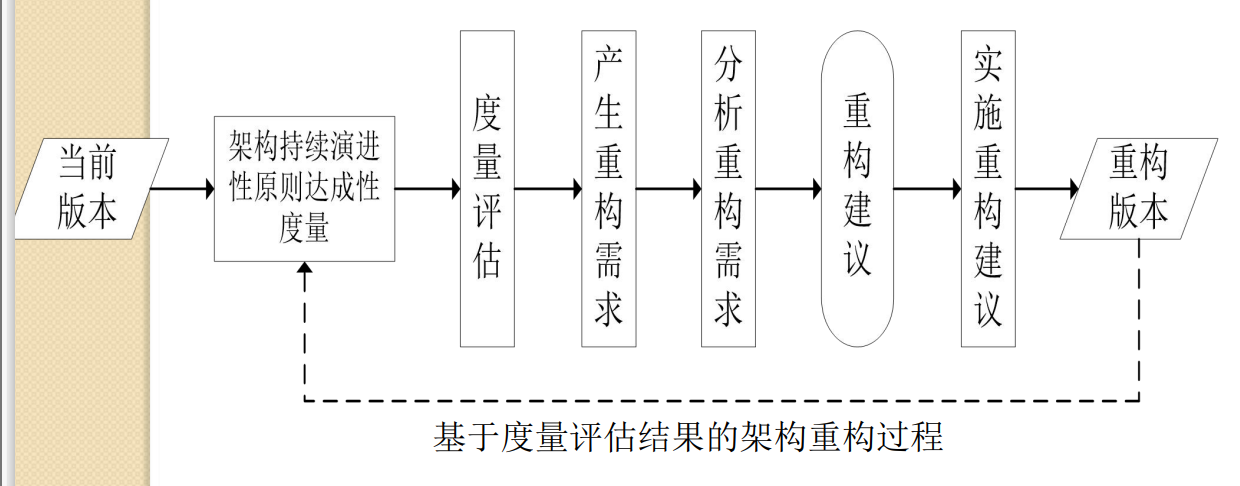 当前
版本
架构持续演进
性原则达成性
度量
度量评估
产生重构需求
分析重构需求
重构建议
实施重构建议
重构
版本
基于度量评估结果的架构重构过程